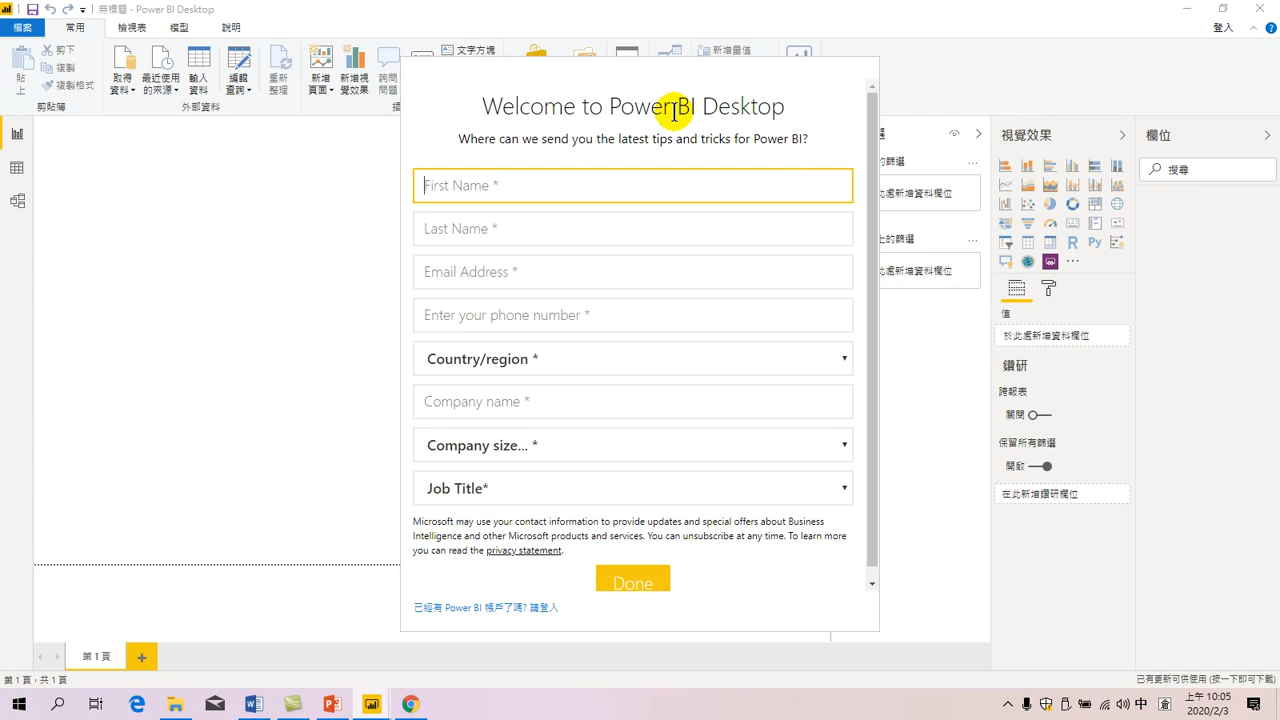 無標題 - Power BI Desktop
檔案
常用
檢視表
模型
說明
登入
貼上
剪下
複製
複製格式
剪貼簿
取得資料
最近使用的來源
輸入資料
編輯查詢
重新整理
外部資料
新增頁面
新增視覺效果
詢問問題
文字方塊
新增量值
Welcome to Power BI Desktop
Where can we send you the latest tips and tricks for Power BI?
First Name *
Last Name *
Email Address *
Enter your phone number *
Country/region *
Company name *
Company size... *
Job Title*
Microsoft may use your contact information to provide updates and special offers about Business
Intelligence and other Microsoft products and services. You can unsubscribe at any time. To learn more
you can read the privacy statement.
Done
已經有 Power BI 帳戶了嗎? 請登入
的篩選
此處新增資料欄位
上的篩選
此處新增資料欄位
視覺效果
R
Py
值
於此處新增資料欄位
鑽研
跨報表
關閉
保留所有篩選
開啟
在此新增鑽研欄位
欄位
搜尋
第 1 頁
第 1 頁，共 1 頁
已有更新可供使用 (按一下即可下載)
中
上午 10:05
2020/2/3